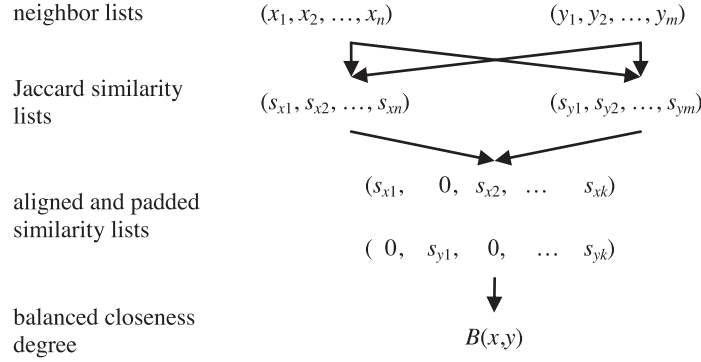 neighbor lists (x1, x2, ..., xn) (y1, y2, ..., ym)
Jaccard similarity
lists
(sx1, sx2, ..., sxn) (sy1, sy2, ..., sym)
(sx1, 0, sx2, ... sxk)
aligned and padded
similarity lists
( 0, sy1, 0, ... syk)
balanced closeness
degree
B(x,y)